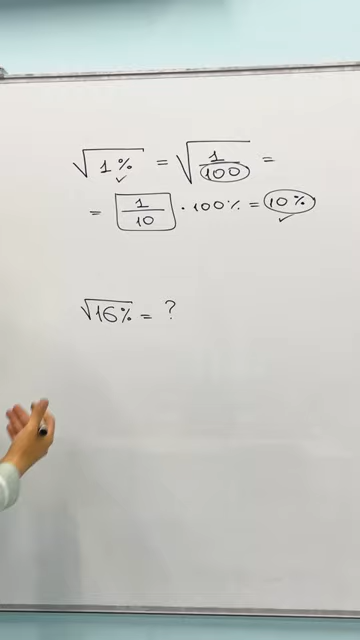 √1% = √1/100 =
= 1/10 · 100% = 10%
√16% = ?